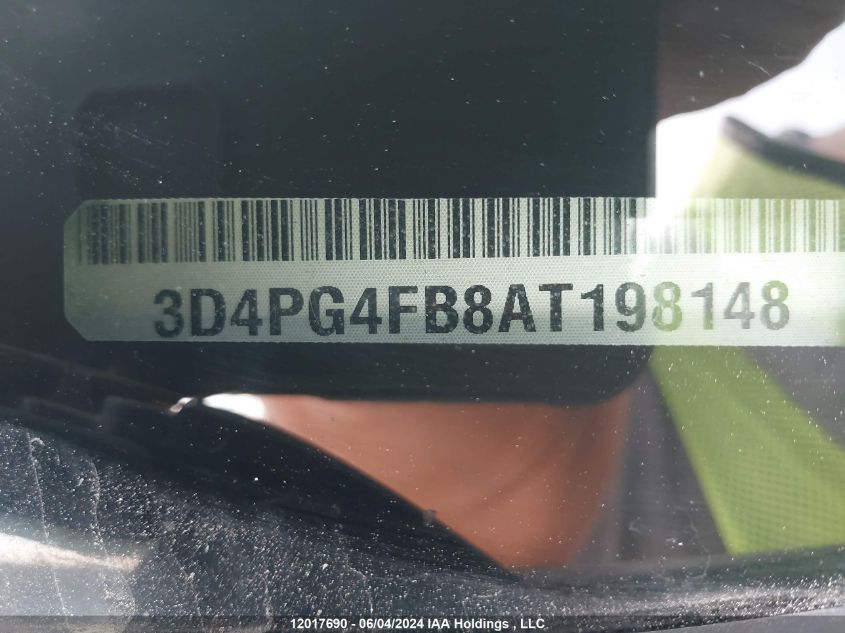 3D4PG4FB8AT198148
12017690 - 06/04/2024 IAA Holdings , LLC